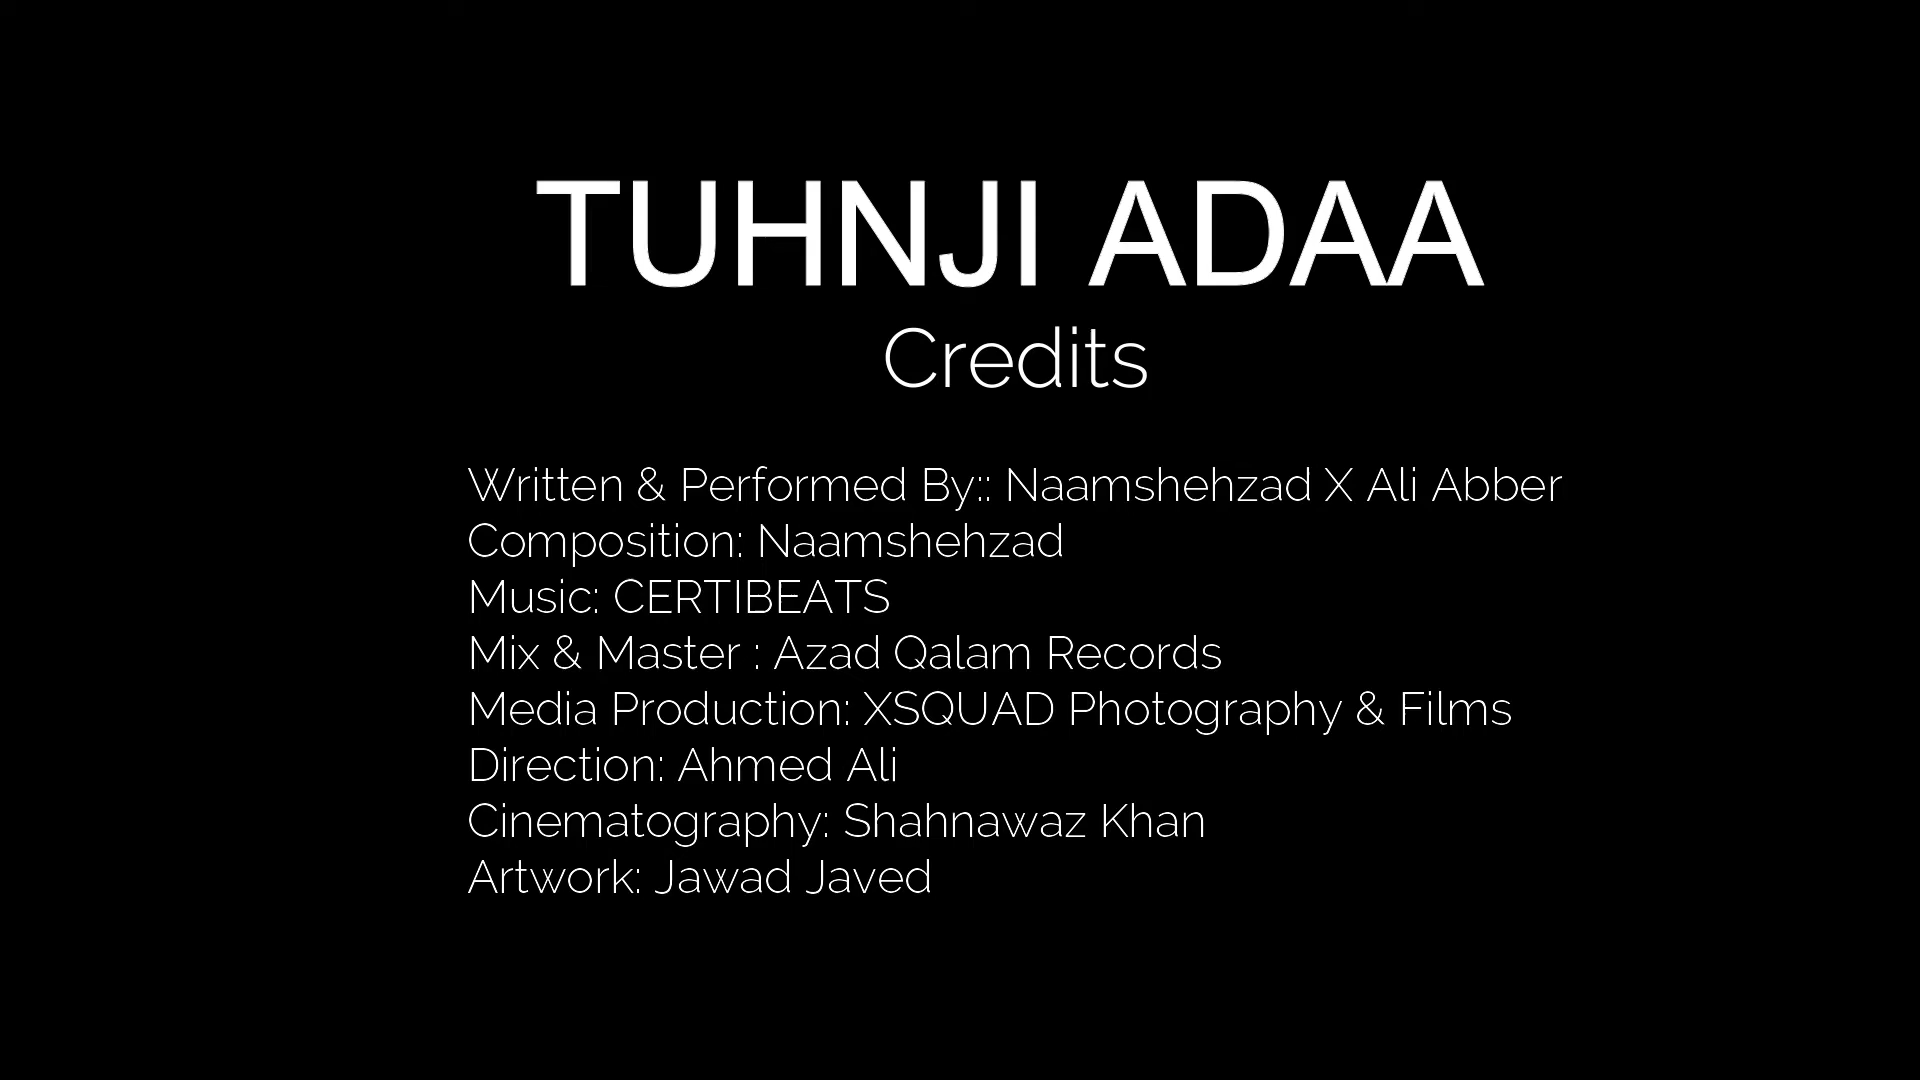 TUHNJI ADAA
Credits
Written & Performed By:: Naamshehzad X Ali Abber
Composition: Naamshehzad
Music: CERTIBEATS
Mix & Master : Azad Qalam Records
Media Production: XSQUAD Photography & Films
Direction: Ahmed Ali
Cinematography: Shahnawaz Khan
Artwork: Jawad Javed